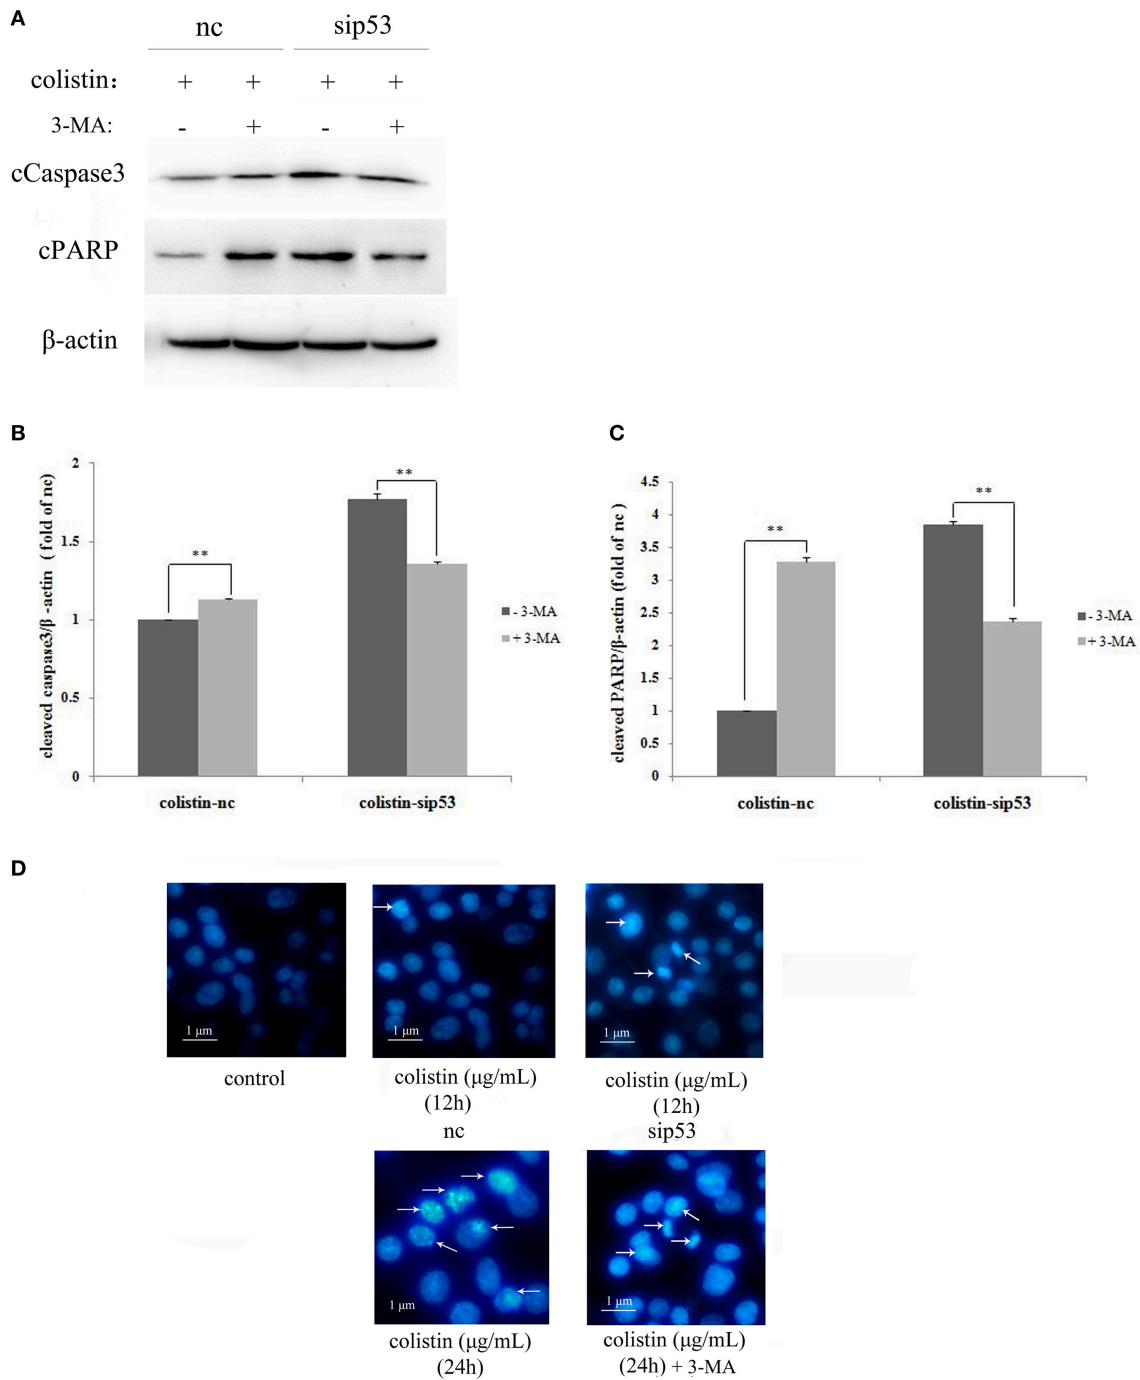 A
nc sip53
colistin: + + + +
3-MA: - + - +
cCaspase3
cPARP
β-actin
B
cleaved caspase3/β -actin ( fold of nc)
2
1.5
1
0.5
0
**
**
colistin-nc colistin-sip53
- 3-MA
+ 3-MA
C
cleaved PARP/β-actin (fold of nc )
4.5
4
3.5
3
2.5
2
1.5
1
0.5
0
**
**
colistin-nc colistin-sip53
- 3-MA
+ 3-MA
D
1 μm
1 μm
1 μm
control
colistin (μg/mL)
(12h)
nc
colistin (μg/mL)
(12h)
sip53
1 μm
1 μm
colistin (μg/mL)
(24h)
colistin (μg/mL)
(24h) + 3-MA